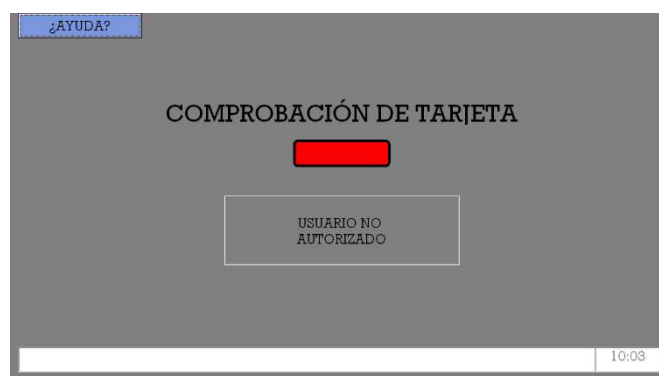 ¿AYUDA?
COMPROBACIÓN DE TARJETA
USUARIO NO
AUTORIZADO
10:03